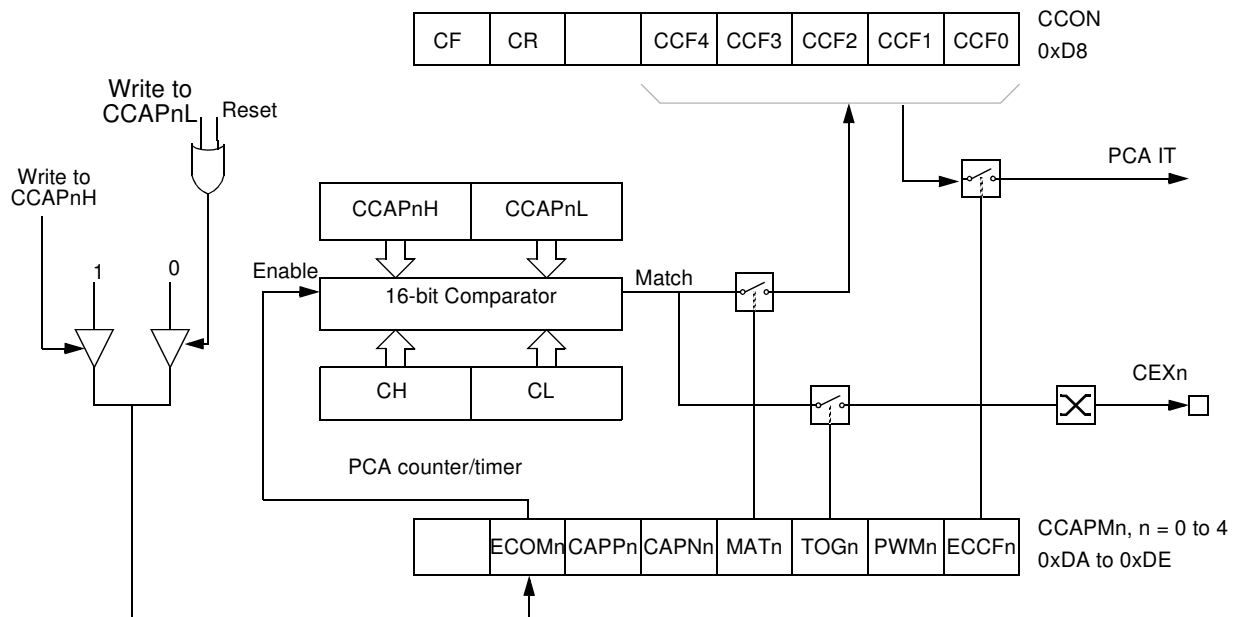 CF CR CCF4 CCF3 CCF2 CCF1 CCF0
CCON
0xD8
Write to
CCAPnL
Reset
PCA IT
Write to
CCAPnH
CCAPnH CCAPnL
1 0
Enable
16-bit Comparator
Match
CH CL
CEXn
PCA counter/timer
ECOMn CAPPn CAPNn MATn TOGn PWMn ECCFn
CCAPMn, n = 0 to 4
0xDA to 0xDE